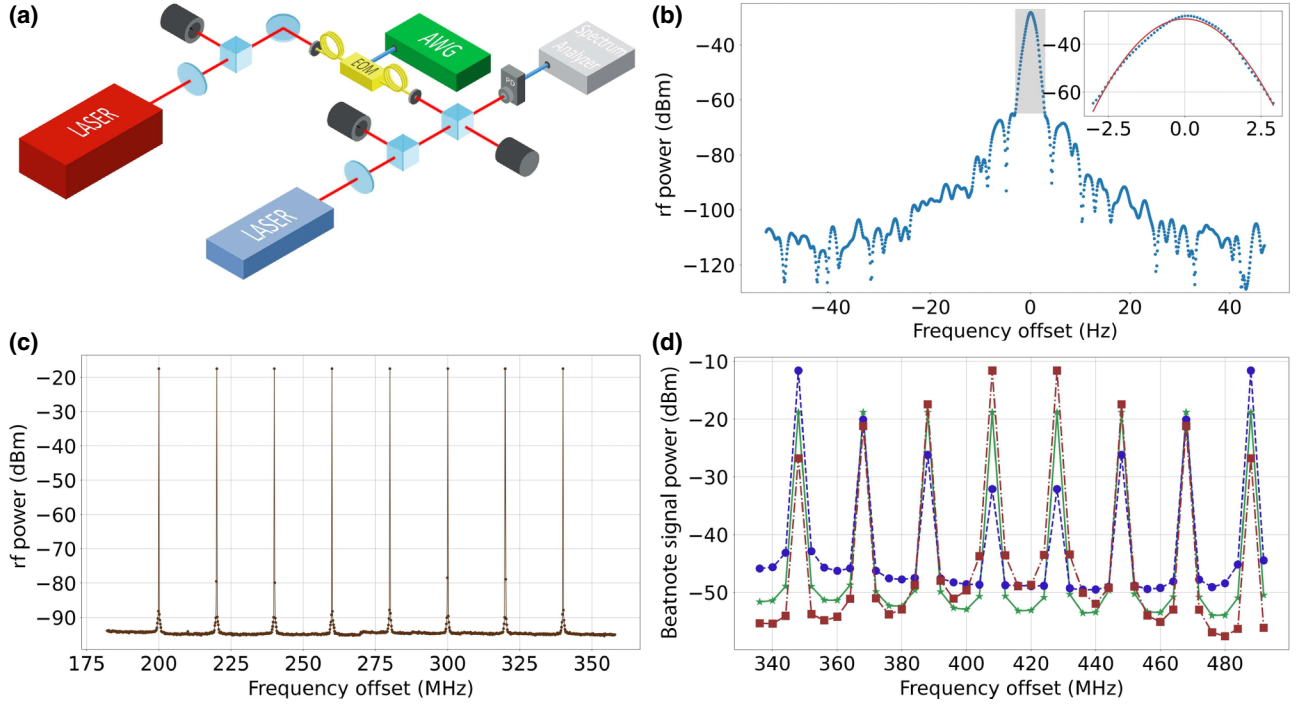 (a)
LASER
EOM
AWG
PD
Spectrum
Analyzer
LASER
(b)
rf power (dBm)
−40
−60
−80
−100
−120
−40
−20
0
20
40
Frequency offset (Hz)
−40
−60
−2.5
0.0
2.5
(c)
rf power (dBm)
−20
−30
−40
−50
−60
−70
−80
−90
175
200
225
250
275
300
325
350
Frequency offset (MHz)
(d)
Beatnote signal power (dBm)
−10
−20
−30
−40
−50
340
360
380
400
420
440
460
480
Frequency offset (MHz)